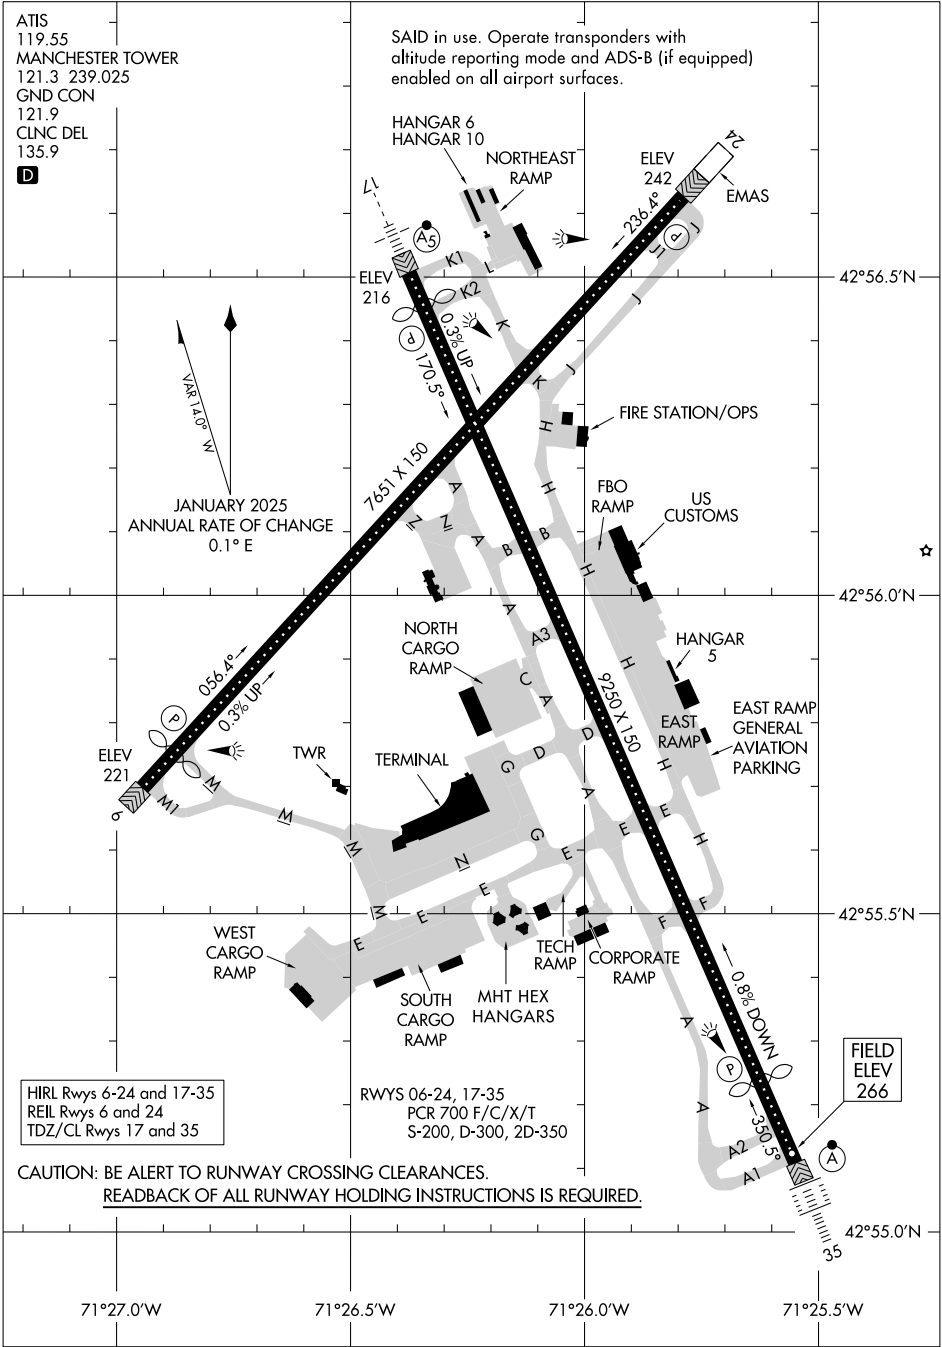 ATIS
119.55
MANCHESTER TOWER
121.3 239.025
GND CON
121.9
CLNC DEL
135.9
D
SAID in use. Operate transponders with
altitude reporting mode and ADS-B (if equipped)
enabled on all airport surfaces.
HANGAR 6
HANGAR 10
NORTHEAST
RAMP
ELEV
242
24
EMAS
236.4°
P
J1
J
J
J
17
A5
ELEV
216
K1
L
K2
K
K
P
0.3% UP
170.5°
42°56.5'N
VAR 14.0° W
JANUARY 2025
ANNUAL RATE OF CHANGE
0.1° E
7651 X 150
H
FIRE STATION/OPS
H
FBO
RAMP
US
CUSTOMS
A
Z
N
A
B
B
H
42°56.0'N
A
A3
NORTH
CARGO
RAMP
C
A
H
HANGAR
5
9250 X 150
EAST
RAMP
EAST RAMP
GENERAL
AVIATION
PARKING
056.4°
0.3% UP
P
ELEV
221
6
M1
M
M
M
M
TWR
TERMINAL
G
D
D
H
A
G
E
E
E
H
N
E
E
E
F
F
42°55.5'N
WEST
CARGO
RAMP
SOUTH
CARGO
RAMP
MHT HEX
HANGARS
TECH
RAMP
CORPORATE
RAMP
A
0.8% DOWN
P
A
350.5°
FIELD
ELEV
266
A2
A1
A
35
HIRL Rwys 6-24 and 17-35
REIL Rwys 6 and 24
TDZ/CL Rwys 17 and 35
RWYS 06-24, 17-35
PCR 700 F/C/X/T
S-200, D-300, 2D-350
CAUTION: BE ALERT TO RUNWAY CROSSING CLEARANCES.
READBACK OF ALL RUNWAY HOLDING INSTRUCTIONS IS REQUIRED.
42°55.0'N
71°27.0'W
71°26.5'W
71°26.0'W
71°25.5'W